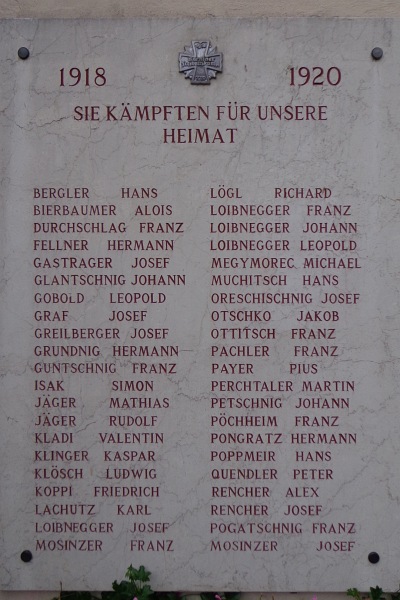 1918 1920
SIE KÄMPFTEN FÜR UNSERE
HEIMAT
BERGLER HANS
BIERBAUMER ALOIS
DURCHSCHLAG FRANZ
FELLNER HERMANN
GASTRAGER JOSEF
GLANTSCHNIG JOHANN
GOBOLD LEOPOLD
GRAF JOSEF
GREILBERGER JOSEF
GRUNDNIG HERMANN
GUNTSCHNIG FRANZ
ISAK SIMON
JÄGER MATHIAS
JÄGER RUDOLF
KLADI VALENTIN
KLINGER KASPAR
KLÖSCH LUDWIG
KOPPI FRIEDRICH
LACHUTZ KARL
LOIBNEGGER JOSEF
MOSINZER FRANZ
LÖGL RICHARD
LOIBNEGGER FRANZ
LOIBNEGGER JOHANN
LOIBNEGGER LEOPOLD
MEGYMOREC MICHAEL
MUCHITSCH HANS
ORESCHISCHNIG JOSEF
OTSCHKO JAKOB
OTTITSCH FRANZ
PACHLER FRANZ
PAYER PIUS
PERCHTALER MARTIN
PETSCHNIG JOHANN
PÖCHHEIM FRANZ
PONGRATZ HERMANN
POPPMEIR HANS
QUENDLER PETER
RENCHER ALEX
RENCHER JOSEF
POGATSCHNIG FRANZ
MOSINZER JOSEF